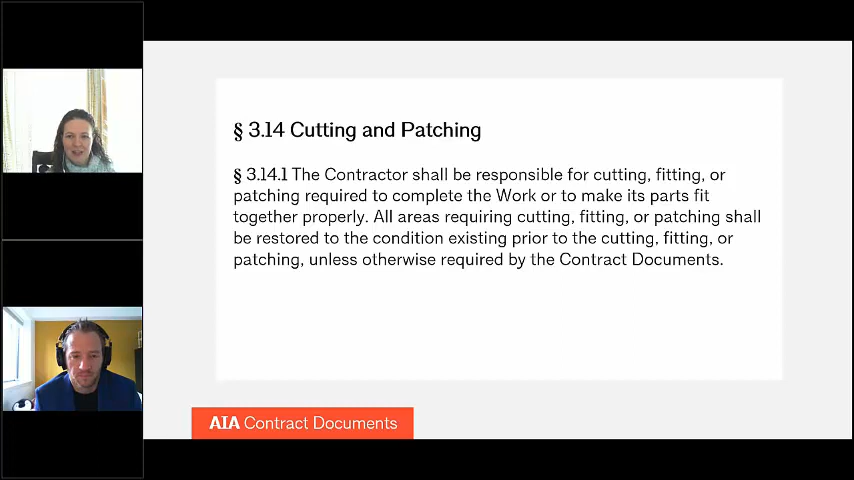 § 3.14 Cutting and Patching
§ 3.14.1 The Contractor shall be responsible for cutting, fitting, or
patching required to complete the Work or to make its parts fit
together properly. All areas requiring cutting, fitting, or patching shall
be restored to the condition existing prior to the cutting, fitting, or
patching, unless otherwise required by the Contract Documents.
AIA Contract Documents